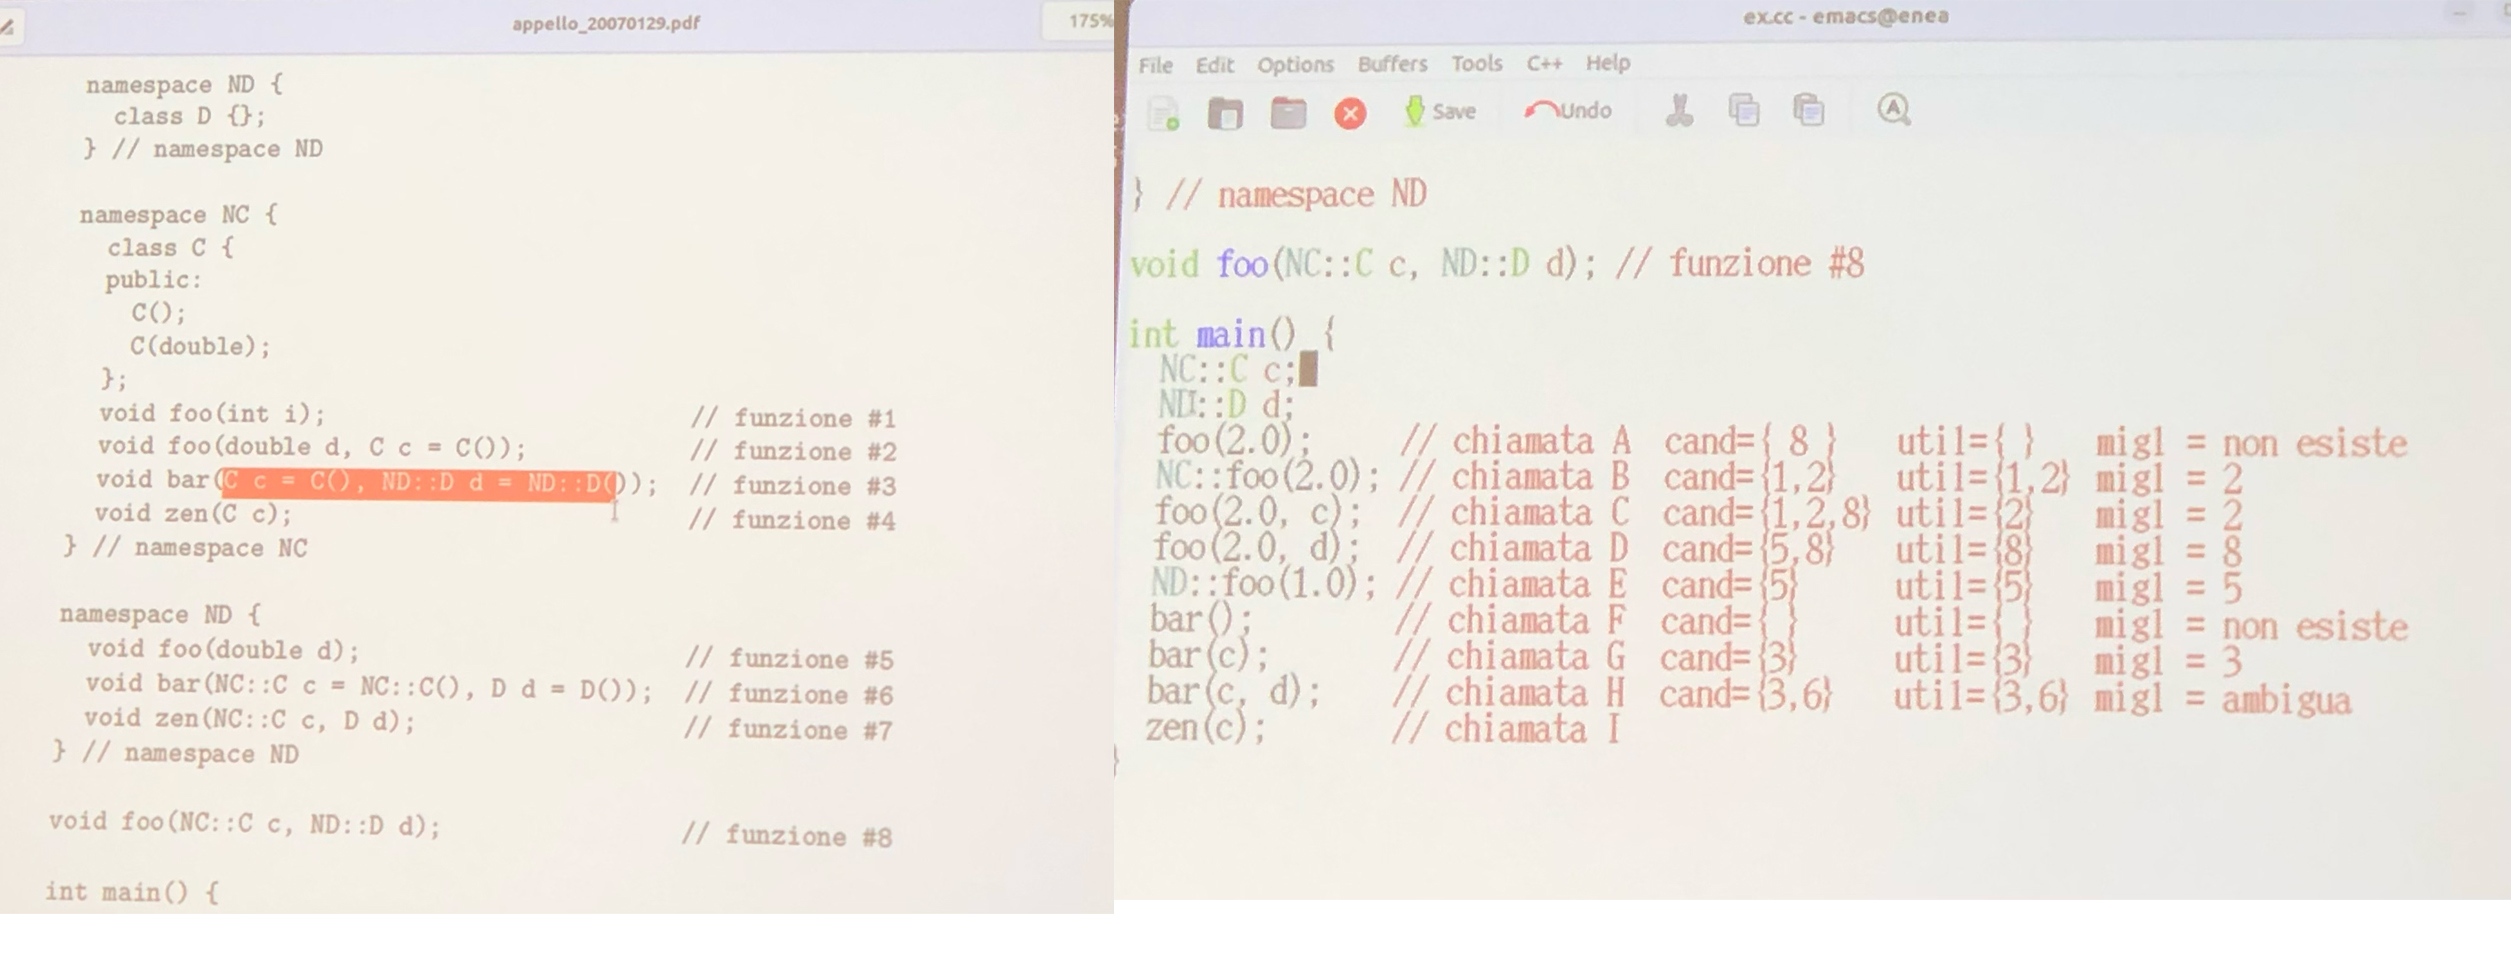 appello_20070129.pdf
175%
namespace ND {
class D {};
} // namespace ND
namespace NC {
class C {
public:
C();
C(double);
};
void foo(int i); // funzione #1
void foo(double d, C c = C()); // funzione #2
void bar(C c = C(), ND::D d = ND::D()); // funzione #3
void zen(C c); // funzione #4
} // namespace NC
namespace ND {
void foo(double d); // funzione #5
void bar(NC::C c = NC::C(), D d = D()); // funzione #6
void zen(NC::C c, D d); // funzione #7
} // namespace ND
void foo(NC::C c, ND::D d); // funzione #8
int main() {
ex.cc - emacs@enea
File Edit Options Buffers Tools C++ Help
Save Undo
} // namespace ND
void foo(NC::C c, ND::D d); // funzione #8
int main() {
NC::C c;
ND::D d;
foo(2.0); // chiamata A cand={ 8 } util={ } migl = non esiste
NC::foo(2.0); // chiamata B cand={1,2} util={1,2} migl = 2
foo(2.0, c); // chiamata C cand={1,2,8} util={2} migl = 2
foo(2.0, d); // chiamata D cand={5,8} util={8} migl = 8
ND::foo(1.0); // chiamata E cand={5} util={5} migl = 5
bar(); // chiamata F cand={ } util={ } migl = non esiste
bar(c); // chiamata G cand={3} util={3} migl = 3
bar(c, d); // chiamata H cand={3,6} util={3,6} migl = ambigua
zen(c); // chiamata I
}